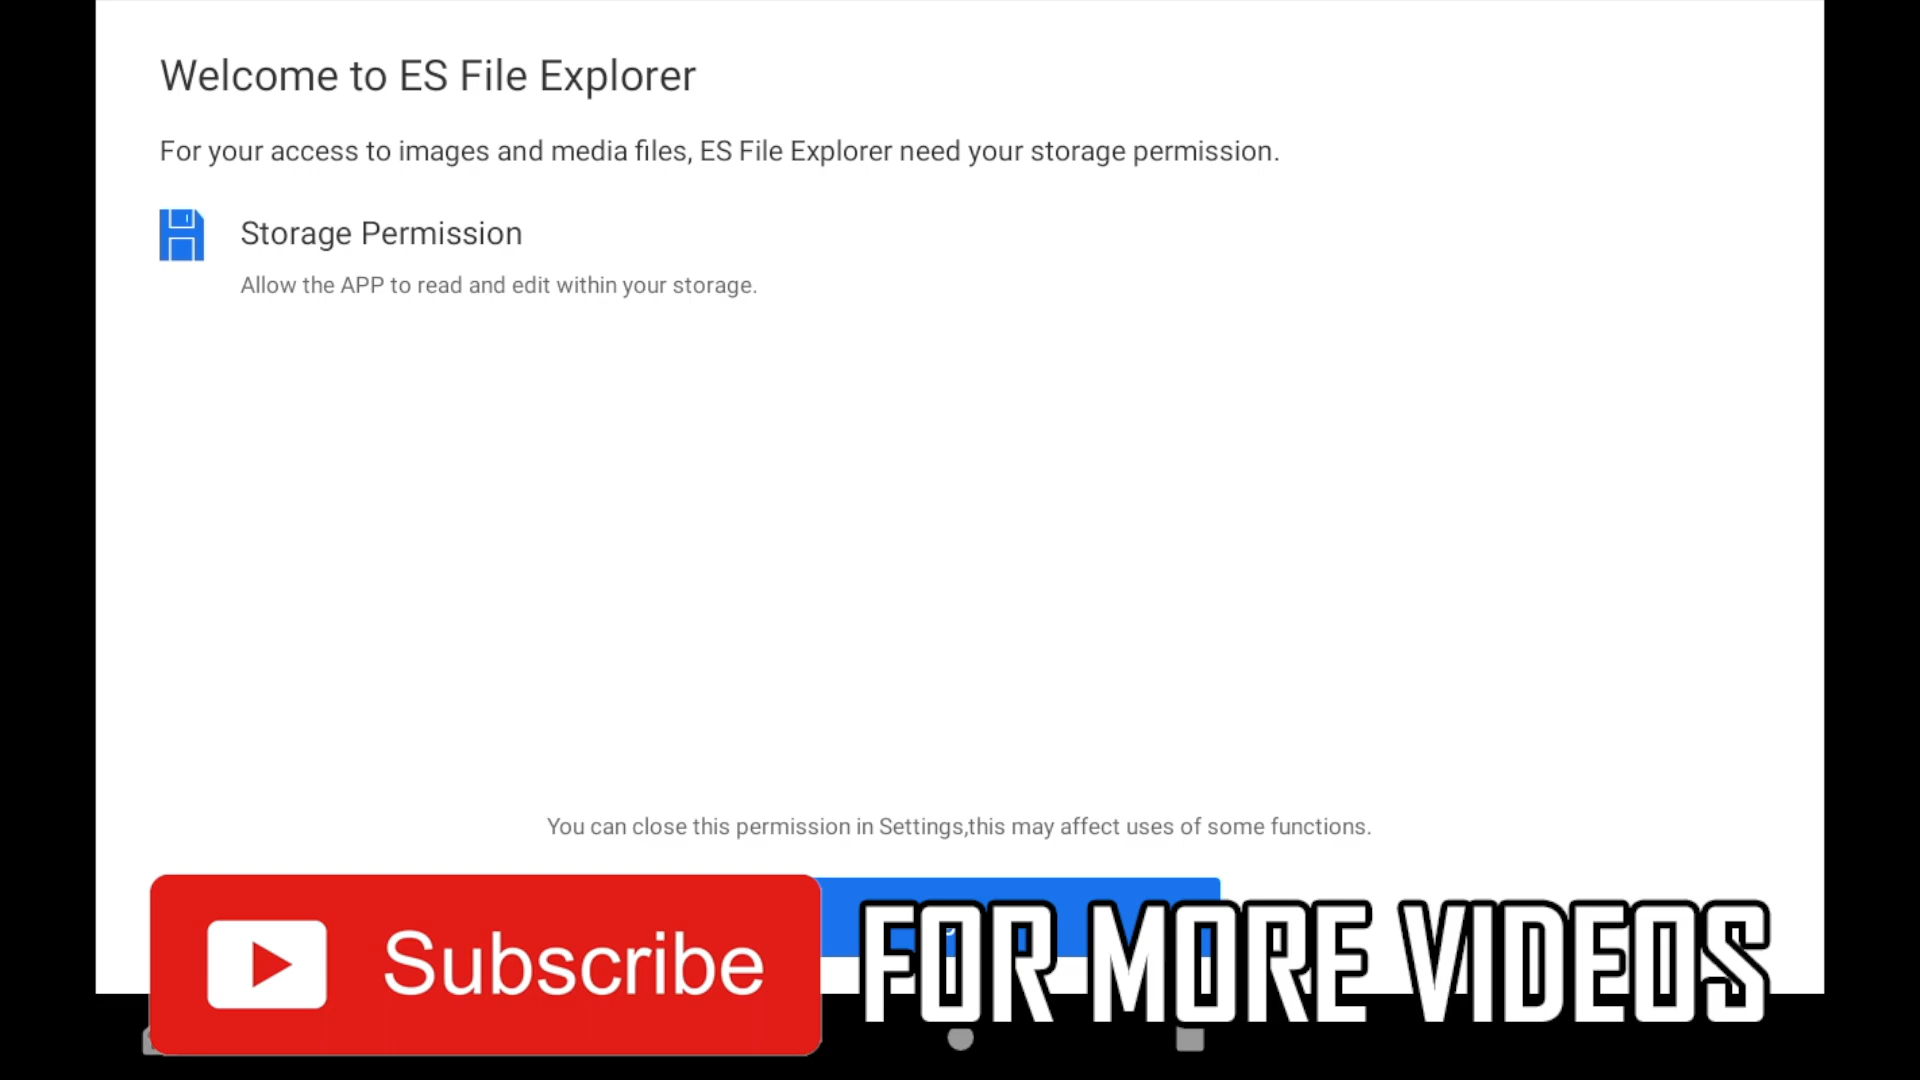 Welcome to ES File Explorer
For your access to images and media files, ES File Explorer need your storage permission.
Storage Permission
Allow the APP to read and edit within your storage.
You can close this permission in Settings,this may affect uses of some functions.
Subscribe
FOR MORE VIDEOS